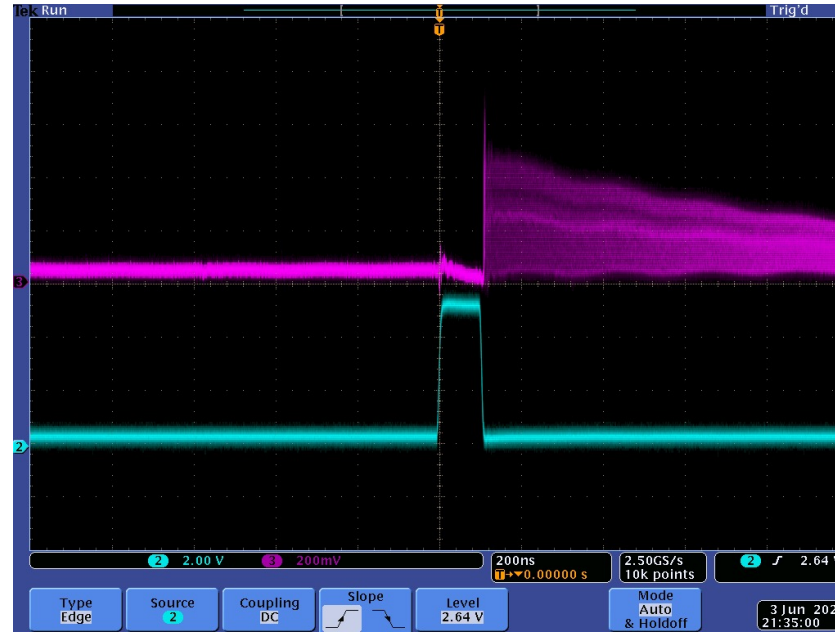 Tek Run Trig'd
T
T
3
2
2 2.00 V 3 200mV
200ns
T→▼0.00000 s
2.50GS/s
10k points
2 2.64 V
Type
Edge
Source
2
Coupling
DC
Slope
Level
2.64 V
Mode
Auto
& Holdoff
3 Jun 202
21:35:00